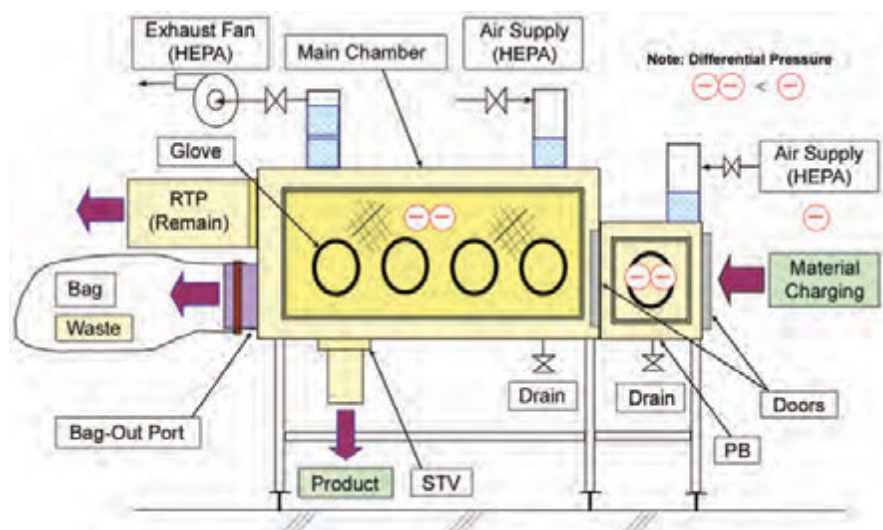 Exhaust Fan
(HEPA)
Main Chamber
Air Supply
(HEPA)
Note: Differential Pressure
⊖⊖ < ⊖
Glove
Air Supply
(HEPA)
⊖
RTP
(Remain)
⊖⊖
⊖⊖
Material
Charging
Bag
Waste
Drain
Drain
Doors
Bag-Out Port
PB
Product
STV